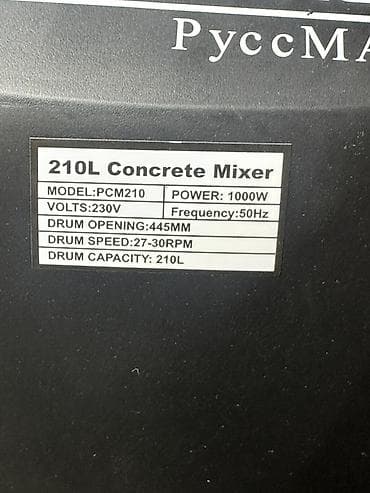 РуссМА
210L Concrete Mixer
MODEL:PCM210 POWER: 1000W
VOLTS:230V Frequency:50Hz
DRUM OPENING:445MM
DRUM SPEED:27-30RPM
DRUM CAPACITY: 210L